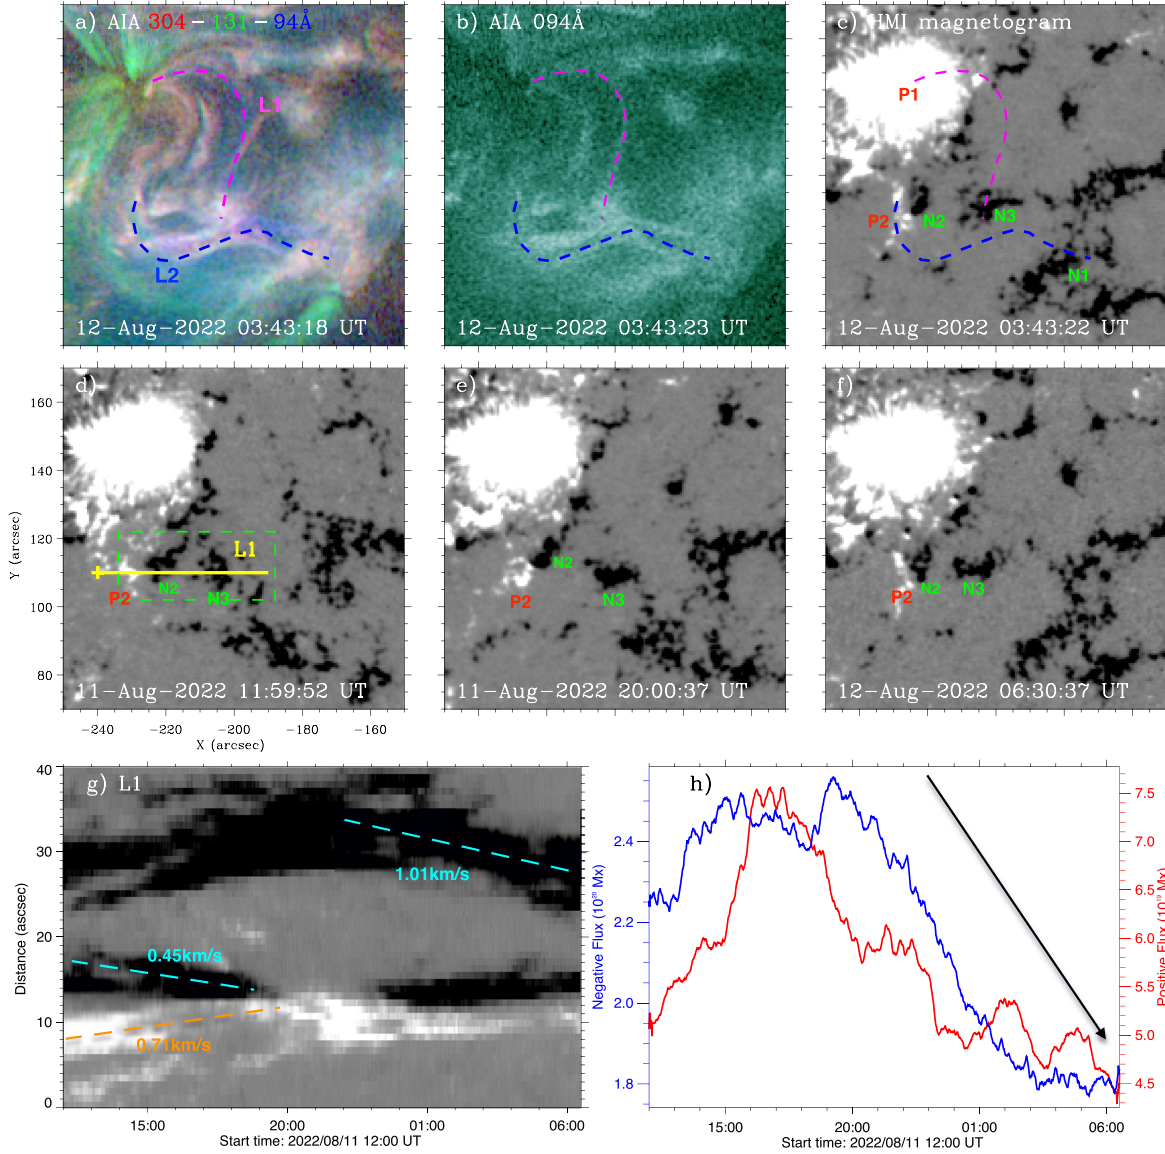 a) AIA 304 – 131 – 94Å
L1
L2
12-Aug-2022 03:43:18 UT
b) AIA 094Å
12-Aug-2022 03:43:23 UT
c) HMI magnetogram
P1
P2
N2
N3
N1
12-Aug-2022 03:43:22 UT
d)
160
140
120
100
80
Y (arcsec)
L1
N2
P2
N3
11-Aug-2022 11:59:52 UT
-240
-220
-200
-180
-160
X (arcsec)
e)
N2
P2
N3
11-Aug-2022 20:00:37 UT
f)
P2
N2
N3
12-Aug-2022 06:30:37 UT
g) L1
40
30
20
10
0
Distance (ascsec)
1.01km/s
0.45km/s
0.71km/s
15:00
20:00
01:00
06:00
Start time: 2022/08/11 12:00 UT
h)
2.4
2.2
2.0
1.8
Negative Flux (10²⁰ Mx)
7.5
7.0
6.5
6.0
5.5
5.0
4.5
Positive Flux (10¹⁹ Mx)
15:00
20:00
01:00
06:00
Start time: 2022/08/11 12:00 UT